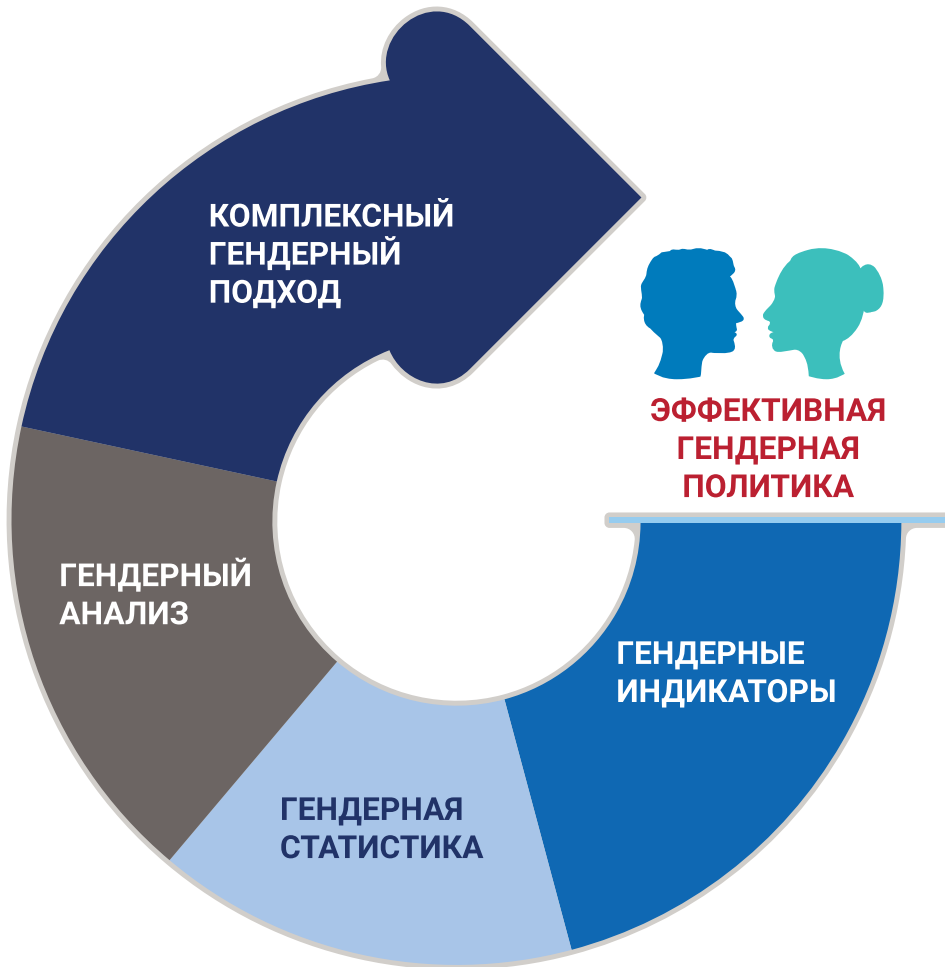 КОМПЛЕКСНЫЙ
ГЕНДЕРНЫЙ
ПОДХОД
ЭФФЕКТИВНАЯ
ГЕНДЕРНАЯ
ПОЛИТИКА
ГЕНДЕРНЫЙ
АНАЛИЗ
ГЕНДЕРНЫЕ
ИНДИКАТОРЫ
ГЕНДЕРНАЯ
СТАТИСТИКА